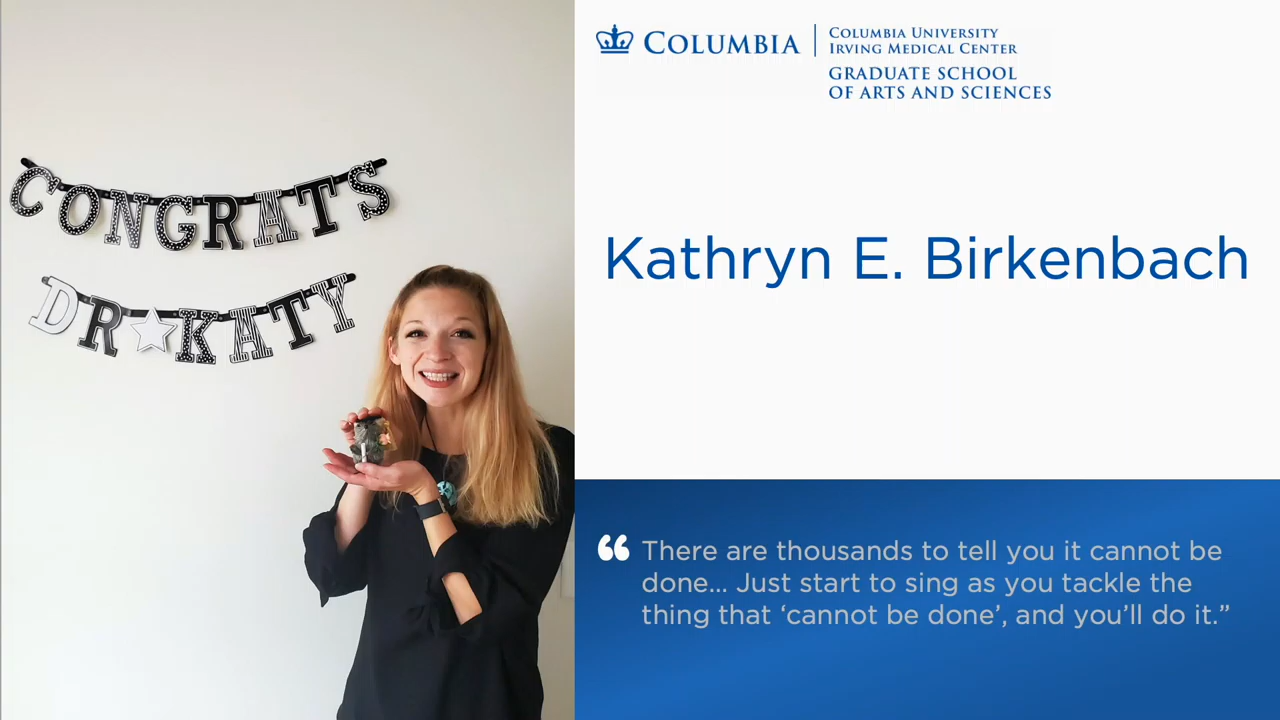 CONGRATS
DR KATY
COLUMBIA
COLUMBIA UNIVERSITY
IRVING MEDICAL CENTER
GRADUATE SCHOOL
OF ARTS AND SCIENCES
Kathryn E. Birkenbach
“There are thousands to tell you it cannot be
done... Just start to sing as you tackle the
thing that ‘cannot be done’, and you’ll do it.”